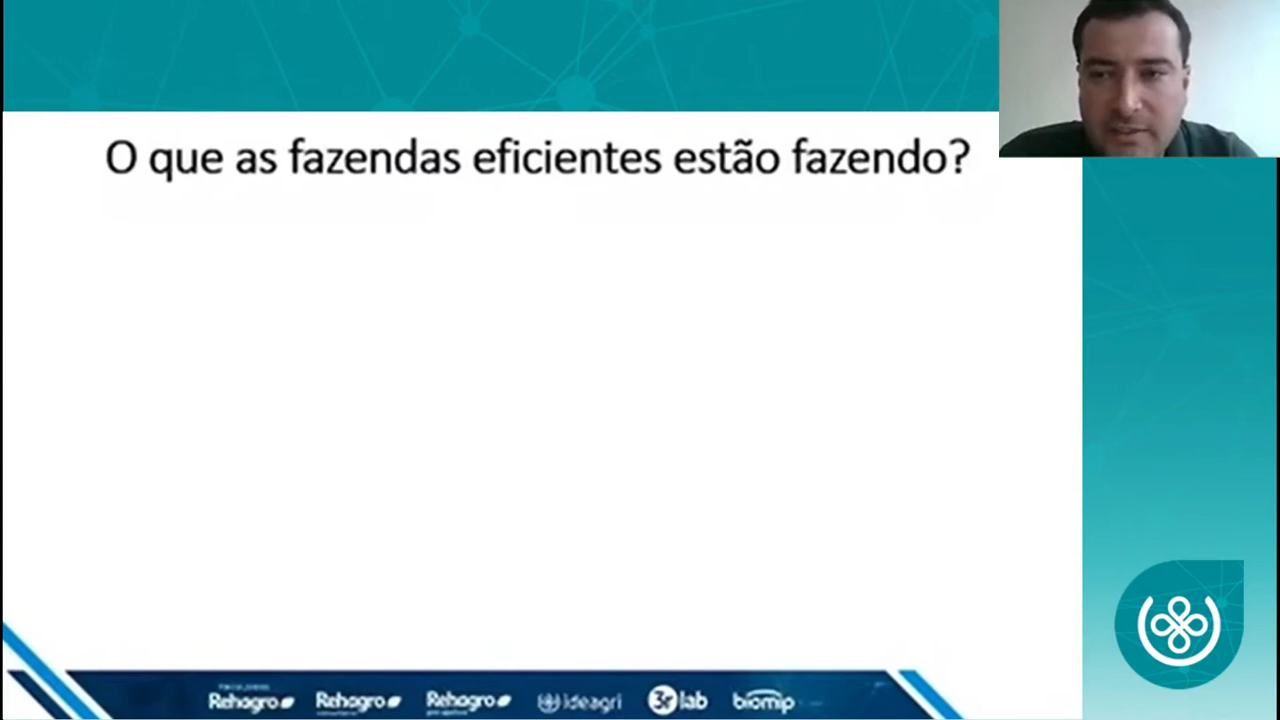 O que as fazendas eficientes estão fazendo?
Rehagro
Rehagro
Rehagro
ideagri
3r lab
biomip